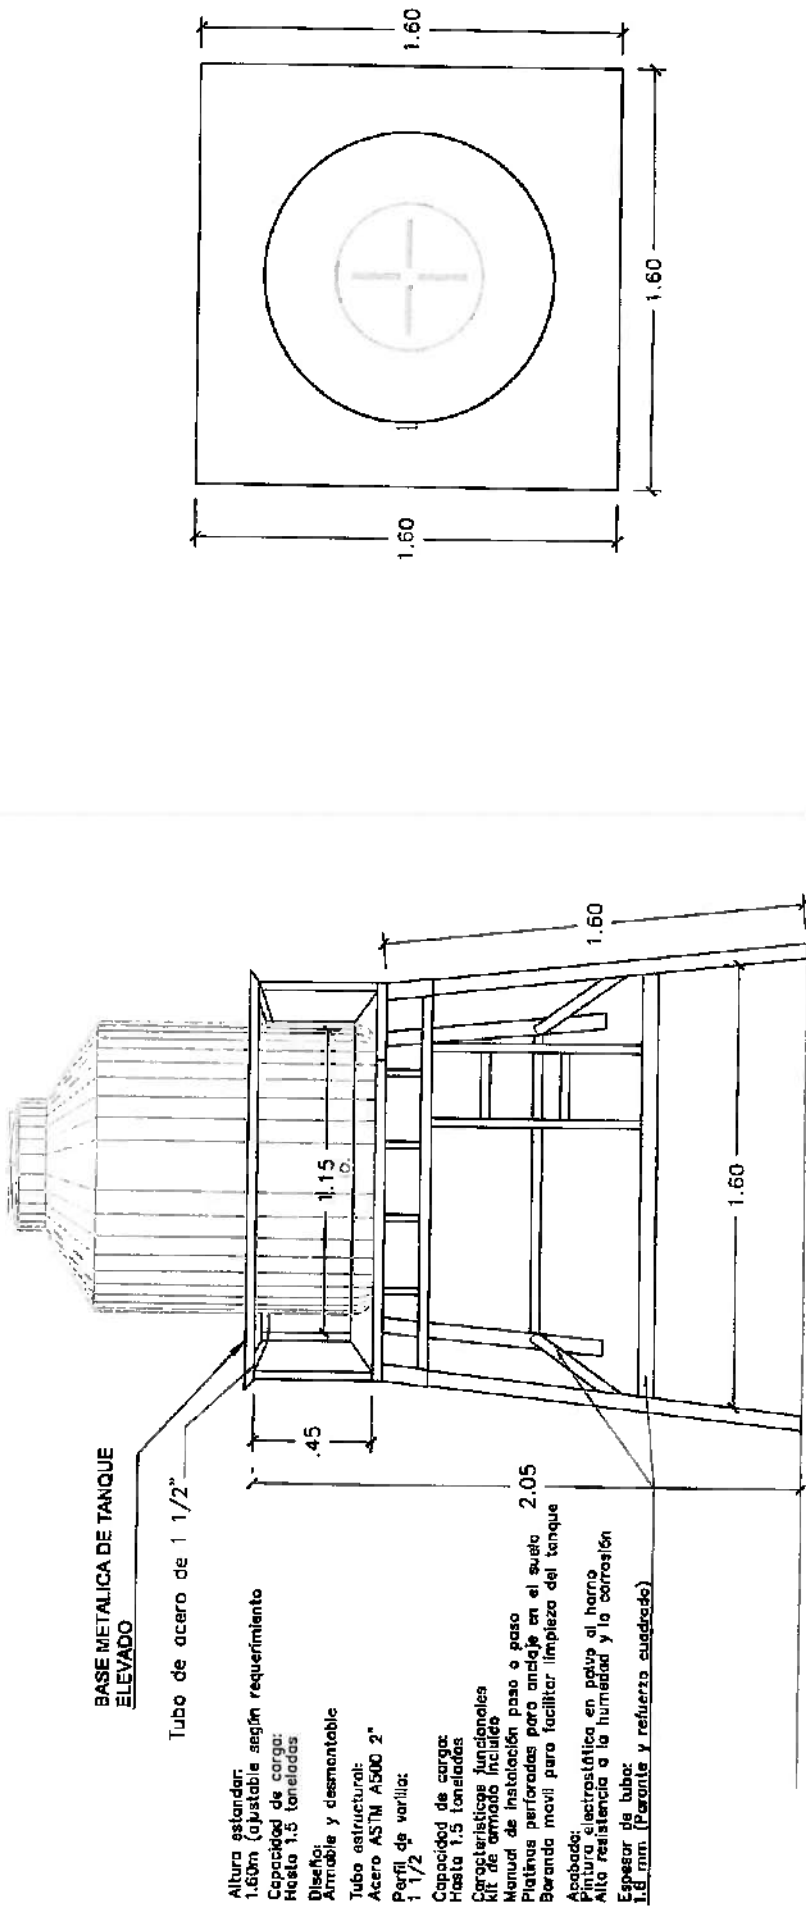 BASE METALICA DE TANQUE
ELEVADO
Tubo de acero de 1 1/2"
Altura estandar:
1.60m (ajustable según requerimiento
Capacidad de carga:
Hasta 1.5 toneladas
Diseño:
Armable y desmontable
Tubo estructural:
Acero ASTM A500 2"
Perfil de varilla:
1 1/2"
Capacidad de carga:
Hasta 1.5 toneladas
Características funcionales
kit de armado incluido
Manual de instalación paso a paso
Platinas perforadas para anclaje en el suelo
Baranda movil para facilitar limpieza del tanque
Acabado:
Pintura electrostática en polvo al horno
Alta resistencia a la humedad y la corrosión
Espesor de tubo:
1.8 mm (Parante y refuerzo cuadrado)
.45
2.05
1.15
1.60
1.60
1.60
1.60
1.60